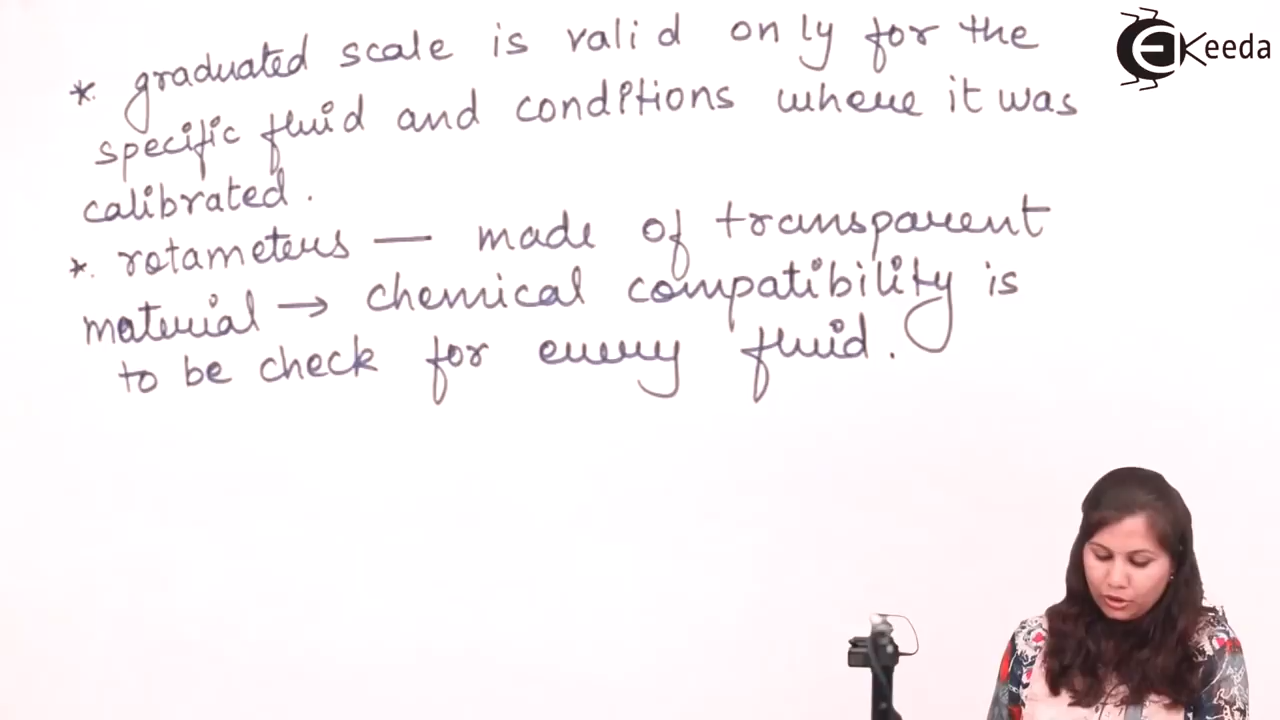 Keeda
* graduated scale is valid only for the
specific fluid and conditions where it was
calibrated.
* rotameters — made of transparent
material → chemical compatibility is
to be check for every fluid.